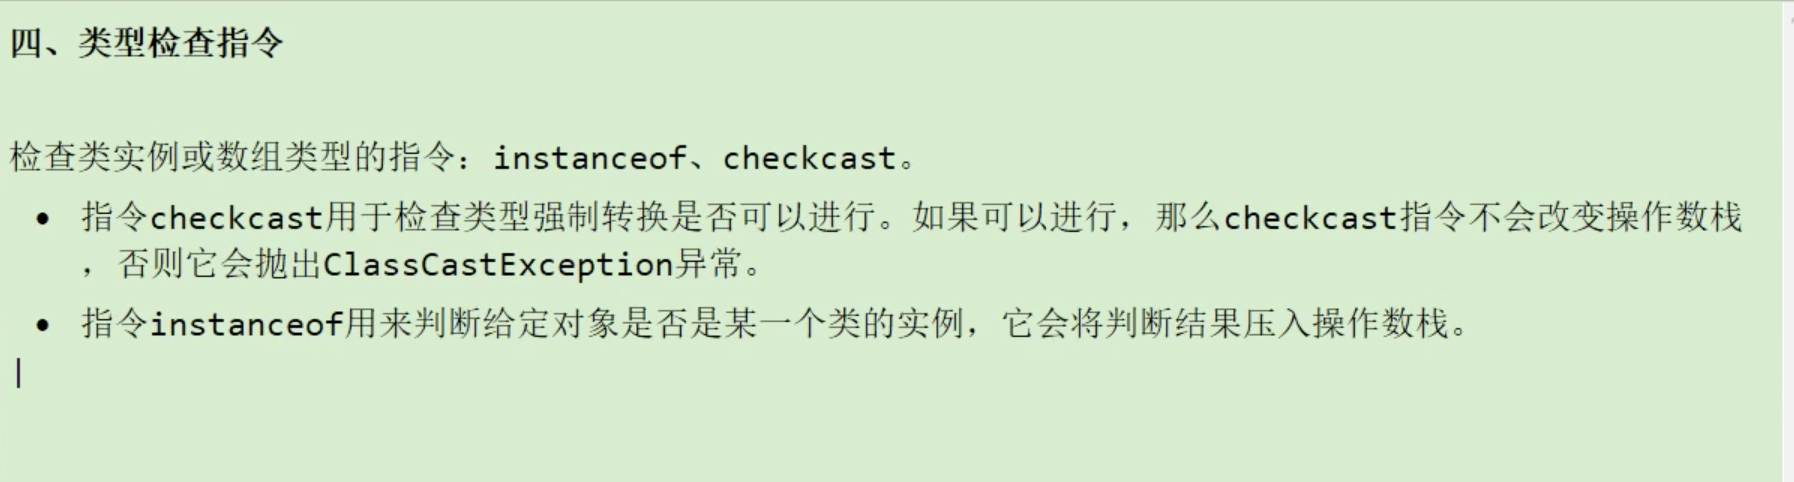 四、类型检查指令
检查类实例或数组类型的指令：instanceof、checkcast。
• 指令checkcast用于检查类型强制转换是否可以进行。如果可以进行，那么checkcast指令不会改变操作数栈
，否则它会抛出ClassCastException异常。
• 指令instanceof用来判断给定对象是否是某一个类的实例，它会将判断结果压入操作数栈。